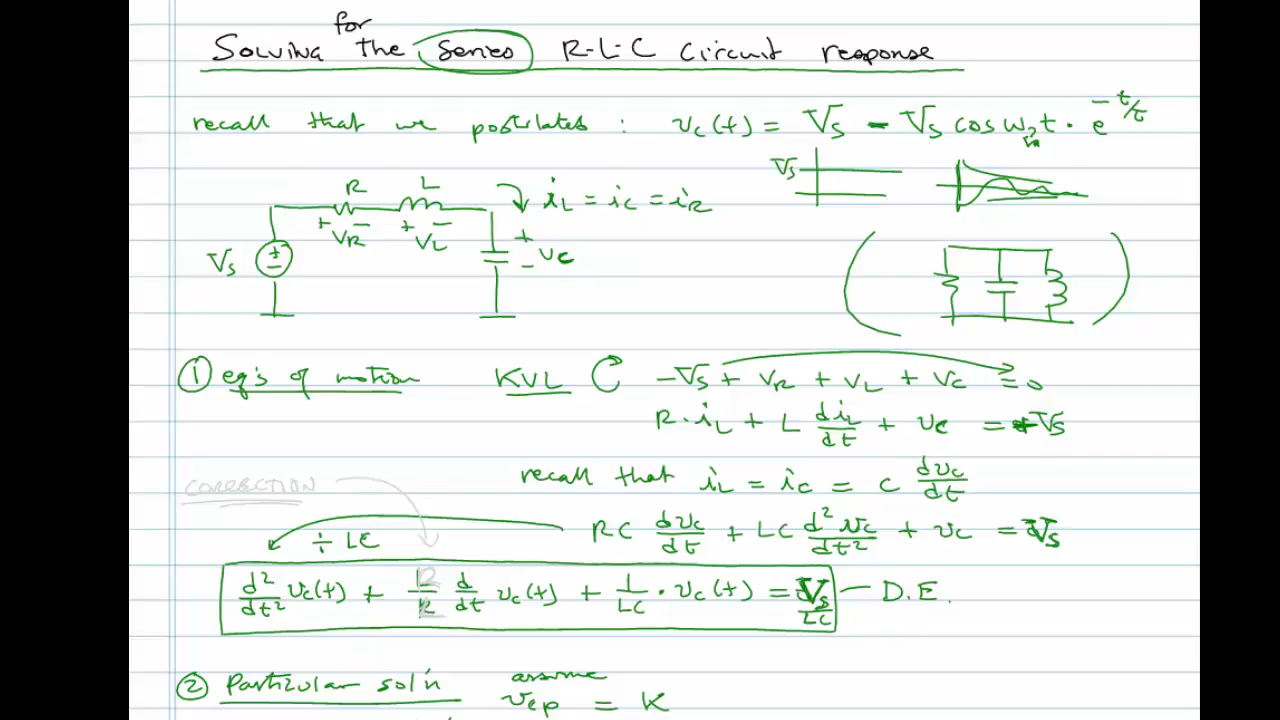 Solving for the series R-L-C circuit response
recall that we postulates : vc(t) = Vs - Vs cos ω t · e^-t/τ
Vs
R L iL = ic = iR
+ VR - + VL - + vc -
Vs + -
① eq's of motion KVL -Vs + VR + VL + Vc = 0
R·iL + L diL/dt + vc = Vs
recall that iL = ic = C dvc/dt
CORRECTION
÷ LC RC dvc/dt + LC d²vc/dt² + vc = Vs
d²/dt² vc(t) + R/L d/dt vc(t) + 1/LC · vc(t) = Vs/LC — D.E.
② Particular sol'n assume
vcp = K